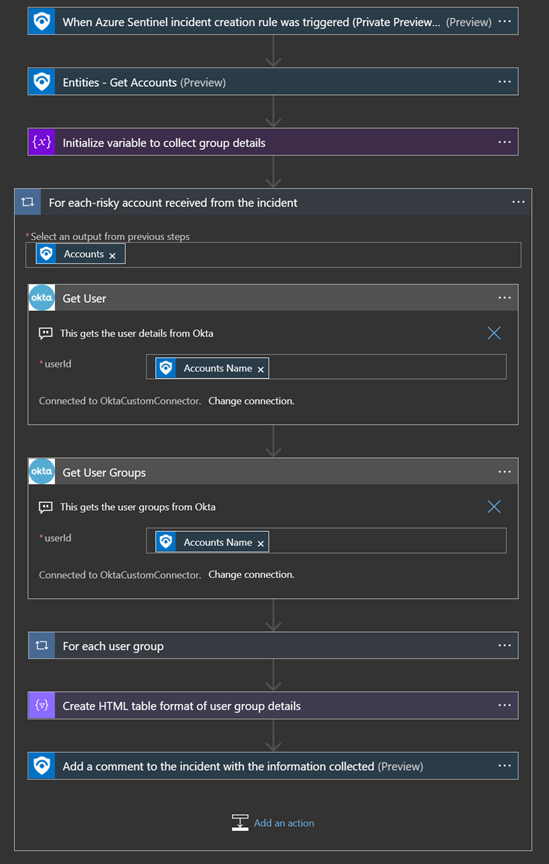 When Azure Sentinel incident creation rule was triggered (Private Preview... (Preview) ...
Entities - Get Accounts (Preview) ...
{x} Initialize variable to collect group details ...
For each-risky account received from the incident ...
*Select an output from previous steps
Accounts ×
okta Get User ...
This gets the user details from Okta
*userId Accounts Name ×
Connected to OktaCustomConnector. Change connection.
okta Get User Groups ...
This gets the user groups from Okta
*userId Accounts Name ×
Connected to OktaCustomConnector. Change connection.
For each user group ...
{v} Create HTML table format of user group details ...
Add a comment to the incident with the information collected (Preview) ...
Add an action